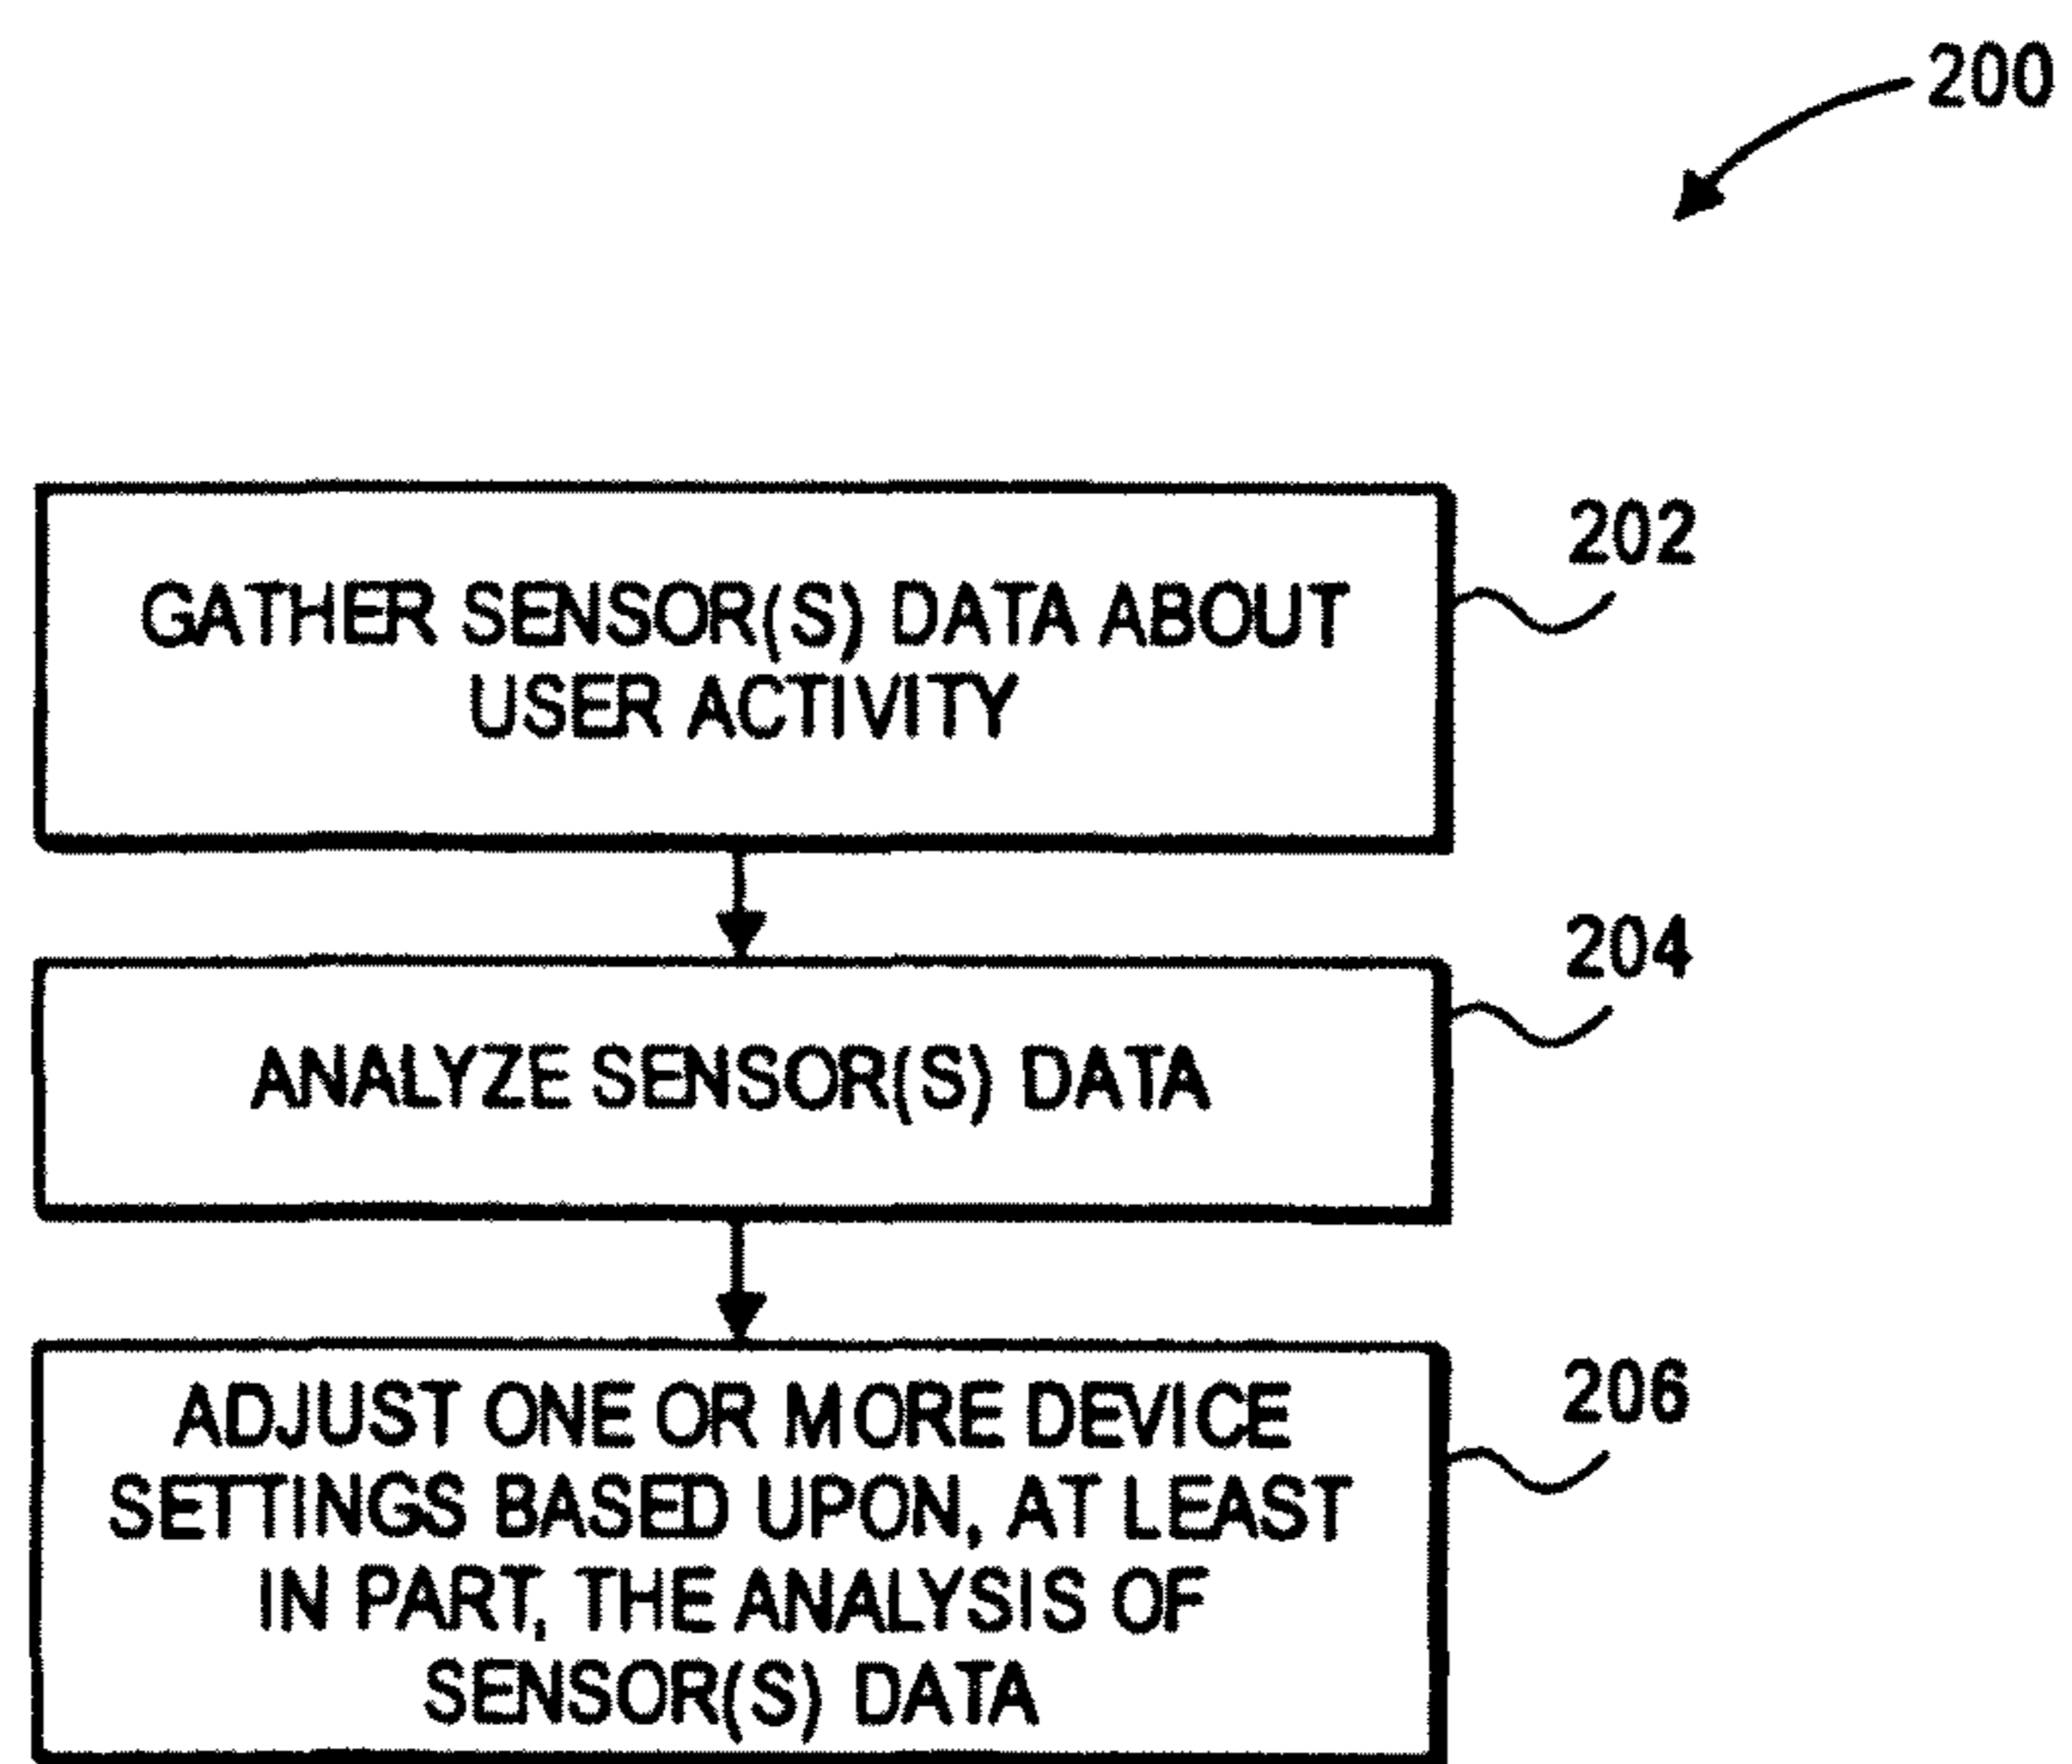 200
202
GATHER SENSOR(S) DATA ABOUT
USER ACTIVITY
204
ANALYZE SENSOR(S) DATA
206
ADJUST ONE OR MORE DEVICE
SETTINGS BASED UPON, AT LEAST
IN PART, THE ANALYSIS OF
SENSOR(S) DATA